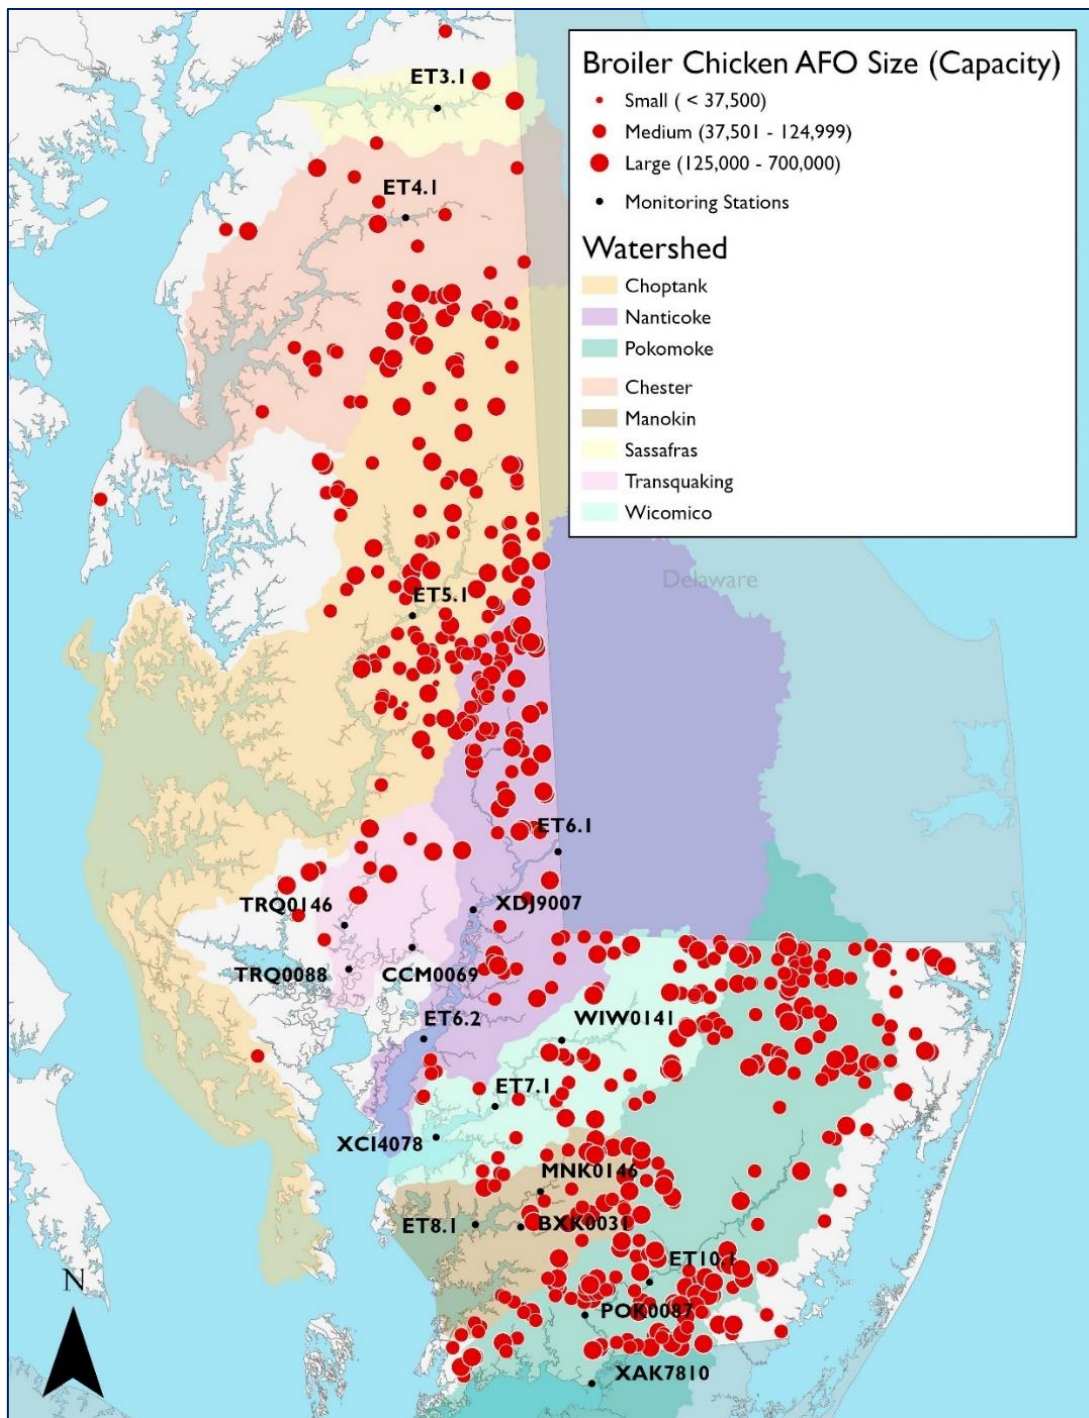 ET3.1
Broiler Chicken AFO Size (Capacity)
Small ( < 37,500)
Medium (37,501 - 124,999)
Large (125,000 - 700,000)
Monitoring Stations
Watershed
Choptank
Nanticoke
Pokomoke
Chester
Manokin
Sassafras
Transquaking
Wicomico
ET4.1
Delaware
ET5.1
ET6.1
TRQ0146
XDJ9007
TRQ0088
CCM0069
ET6.2
WIW0141
ET7.1
XCI4078
MNK0146
ET8.1
BXK0031
ET10.1
N
POK0087
XAK7810